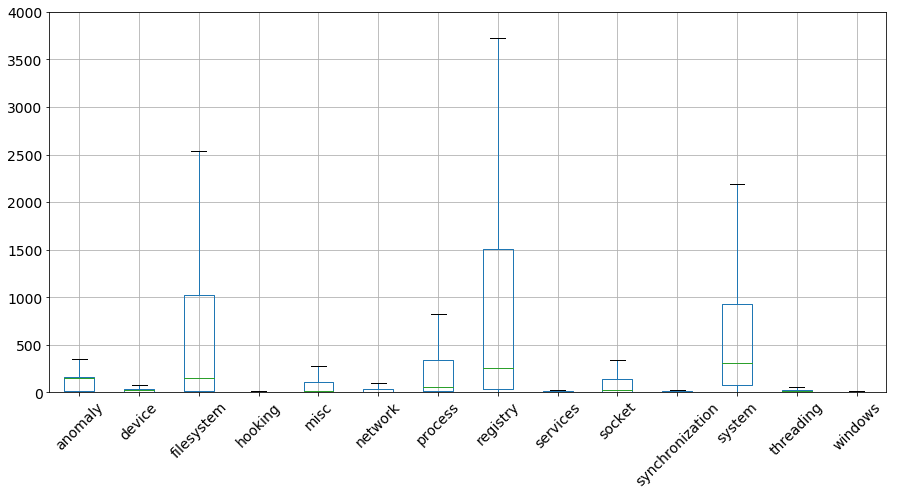 4000
3500
3000
2500
2000
1500
1000
500
0
anomaly
device
filesystem
hooking
misc
network
process
registry
services
socket
synchronization
system
threading
windows